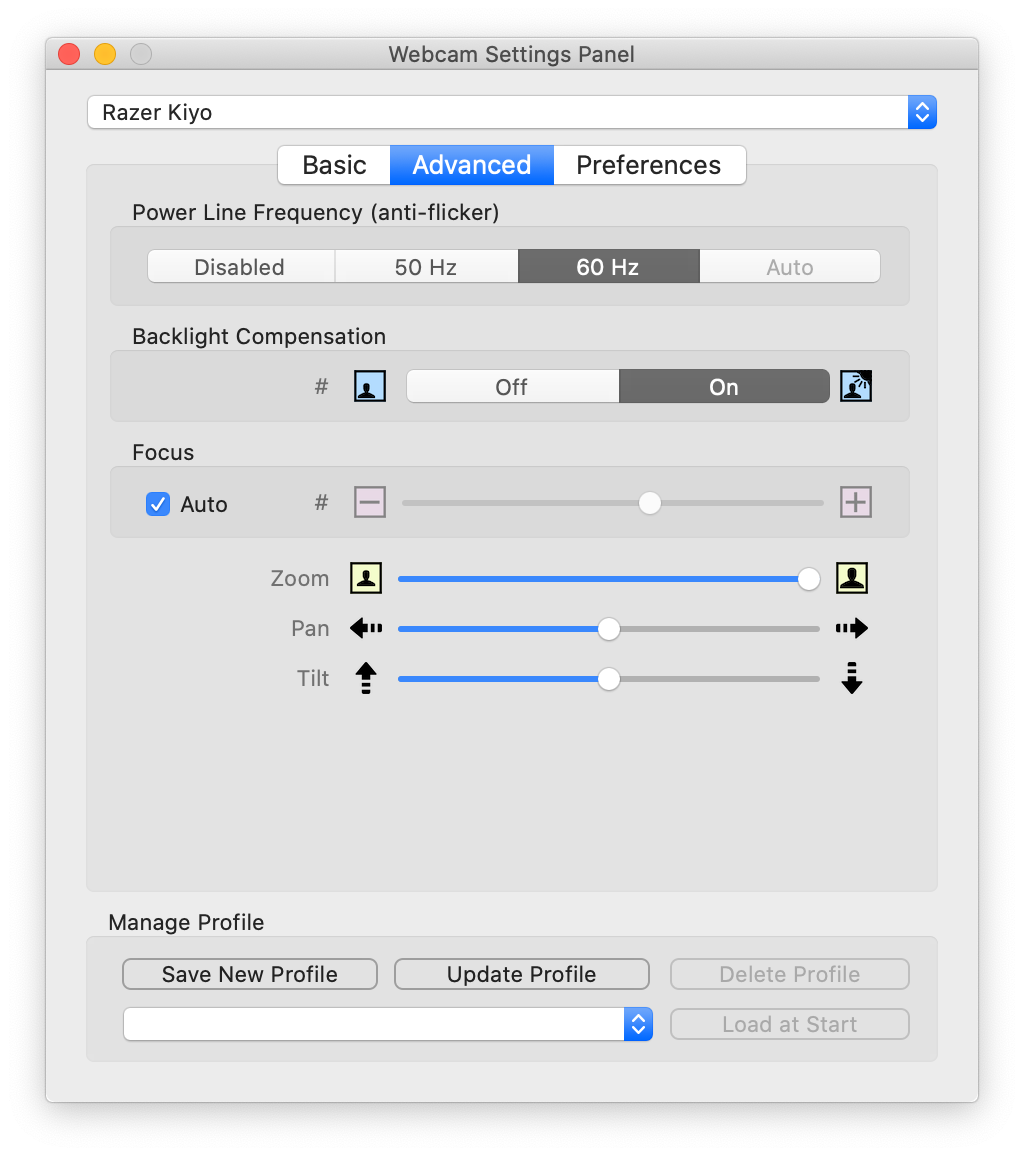 Webcam Settings Panel
Razer Kiyo
Basic Advanced Preferences
Power Line Frequency (anti-flicker)
Disabled 50 Hz 60 Hz Auto
Backlight Compensation
# Off On
Focus
Auto #
Zoom
Pan
Tilt
Manage Profile
Save New Profile Update Profile Delete Profile
Load at Start